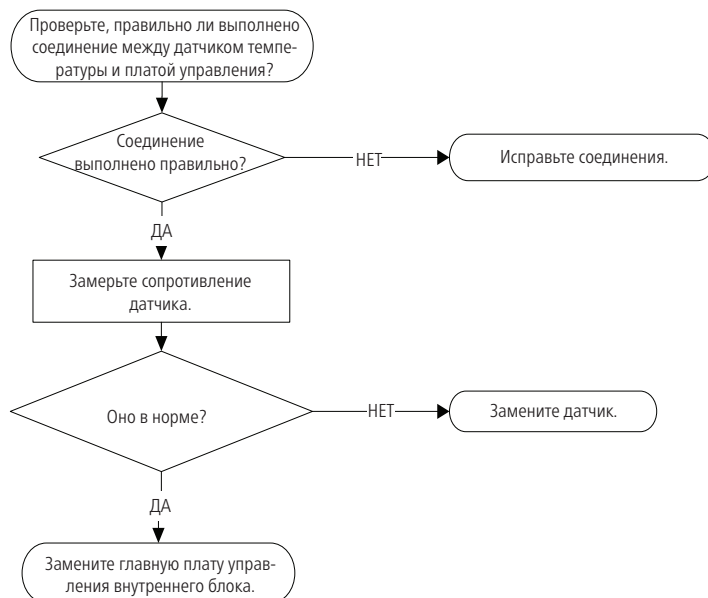 Проверьте, правильно ли выполнено
соединение между датчиком темпе-
ратуры и платой управления?
Соединение
выполнено правильно?
НЕТ
Исправьте соединения.
ДА
Замерьте сопротивление
датчика.
Оно в норме?
НЕТ
Замените датчик.
ДА
Замените главную плату управ-
ления внутреннего блока.